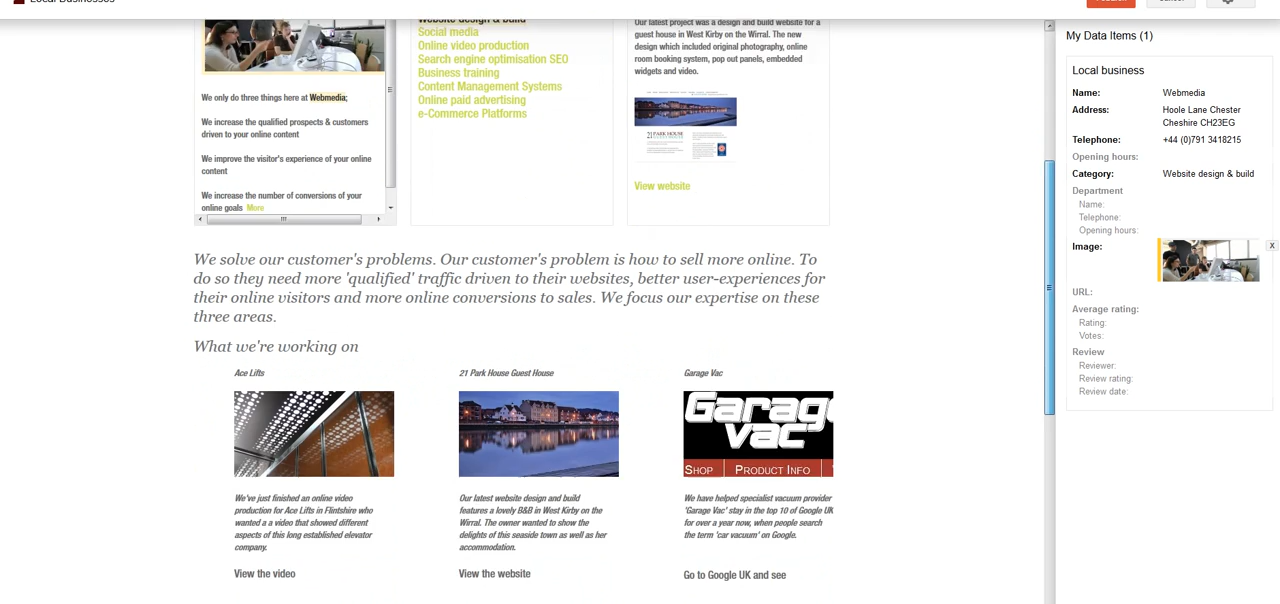 Local Businesses
We only do three things here at Webmedia;
We increase the qualified prospects & customers
driven to your online content
We improve the visitor's experience of your online
content
We increase the number of conversions of your
online goals More
Website design & build
Social media
Online video production
Search engine optimisation SEO
Business training
Content Management Systems
Online paid advertising
e-Commerce Platforms
Our latest project was a design and build website for a
guest house in West Kirby on the Wirral. The new
design which included original photography, online
room booking system, pop out panels, embedded
widgets and video.
21 PARK HOUSE
View website
We solve our customer's problems. Our customer's problem is how to sell more online. To
do so they need more 'qualified' traffic driven to their websites, better user-experiences for
their online visitors and more online conversions to sales. We focus our expertise on these
three areas.
What we're working on
Ace Lifts
We've just finished an online video
production for Ace Lifts in Flintshire who
wanted a a video that showed different
aspects of this long established elevator
company.
View the video
21 Park House Guest House
Our latest website design and build
features a lovely B&B in West Kirby on the
Wirral. The owner wanted to show the
delights of this seaside town as well as her
accommodation.
View the website
Garage Vac
Garage
vac
SHOP PRODUCT INFO
We have helped specialist vacuum provider
'Garage Vac' stay in the top 10 of Google UK
for over a year now, when people search
the term 'car vacuum' on Google.
Go to Google UK and see
My Data Items (1)
Local business
Name: Webmedia
Address: Hoole Lane Chester
Cheshire CH23EG
Telephone: +44 (0)791 3418215
Opening hours:
Category: Website design & build
Department
Name:
Telephone:
Opening hours:
Image:
X
URL:
Average rating:
Rating:
Votes:
Review
Reviewer:
Review rating:
Review date: